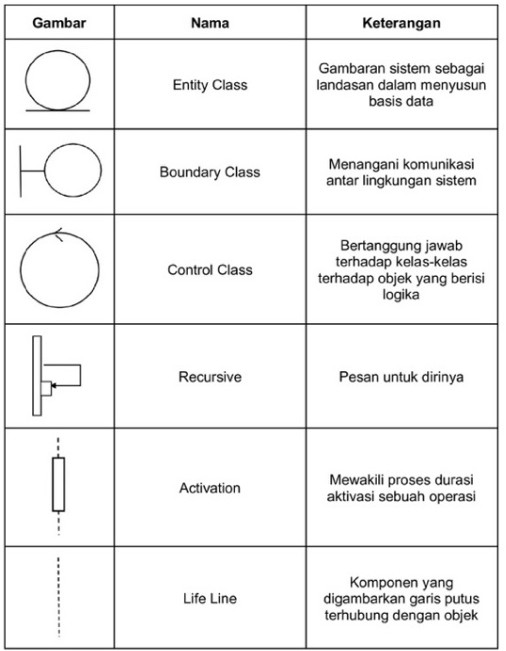 Gambar Nama Keterangan
Entity Class
Gambaran sistem sebagai
landasan dalam menyusun
basis data
Boundary Class
Menangani komunikasi
antar lingkungan sistem
Control Class
Bertanggung jawab
terhadap kelas-kelas
terhadap objek yang berisi
logika
Recursive
Pesan untuk dirinya
Activation
Mewakili proses durasi
aktivasi sebuah operasi
Life Line
Komponen yang
digambarkan garis putus
terhubung dengan objek